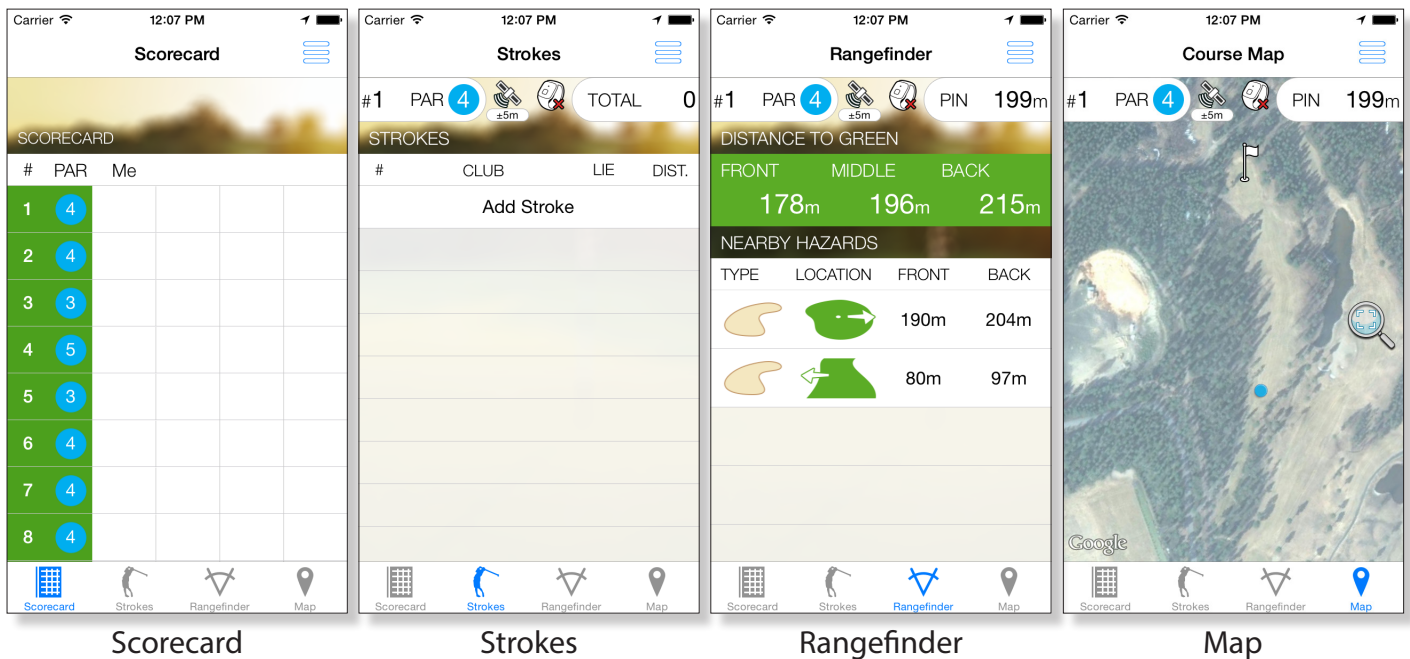 Carrier 12:07 PM
Scorecard
SCORECARD
# PAR Me
1 4
2 4
3 3
4 5
5 3
6 4
7 4
8 4
Scorecard Strokes Rangefinder Map
Scorecard
Carrier 12:07 PM
Strokes
#1 PAR 4 ±5m TOTAL 0
STROKES
# CLUB LIE DIST.
Add Stroke
Scorecard Strokes Rangefinder Map
Strokes
Carrier 12:07 PM
Rangefinder
#1 PAR 4 ±5m PIN 199m
DISTANCE TO GREEN
FRONT MIDDLE BACK
178m 196m 215m
NEARBY HAZARDS
TYPE LOCATION FRONT BACK
190m 204m
80m 97m
Scorecard Strokes Rangefinder Map
Rangefinder
Carrier 12:07 PM
Course Map
#1 PAR 4 ±5m PIN 199m
Google
Scorecard Strokes Rangefinder Map
Map